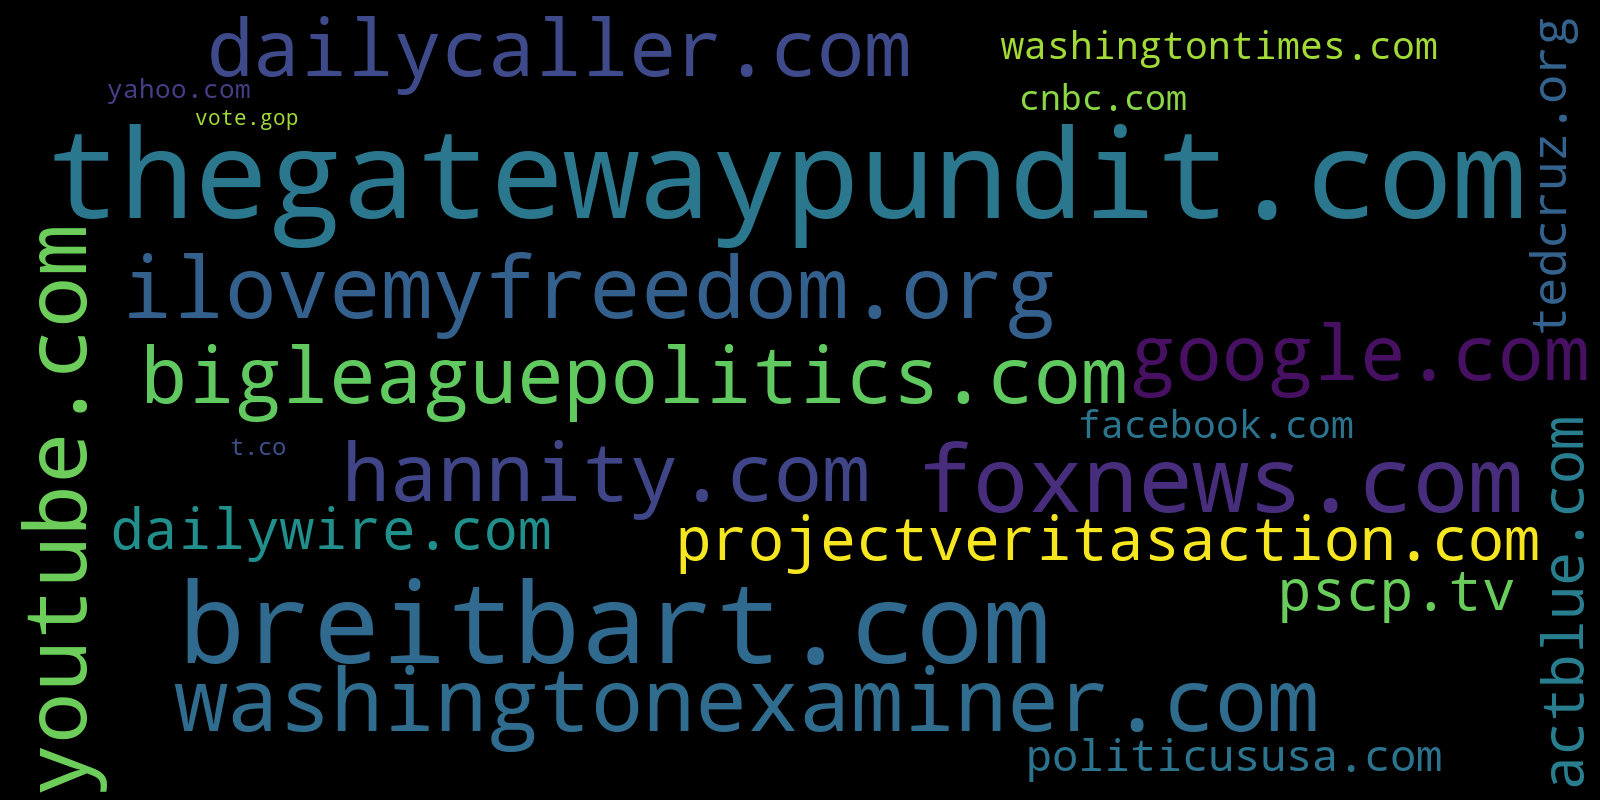 dailycaller.com
washingtontimes.com
tedcruz.org
yahoo.com
cnbc.com
vote.gop
thegatewaypundit.com
youtube.com
ilovemyfreedom.org
google.com
bigleaguepolitics.com
facebook.com
actblue.com
t.co
hannity.com
foxnews.com
dailywire.com
projectveritasaction.com
pscp.tv
breitbart.com
washingtonexaminer.com
politicususa.com